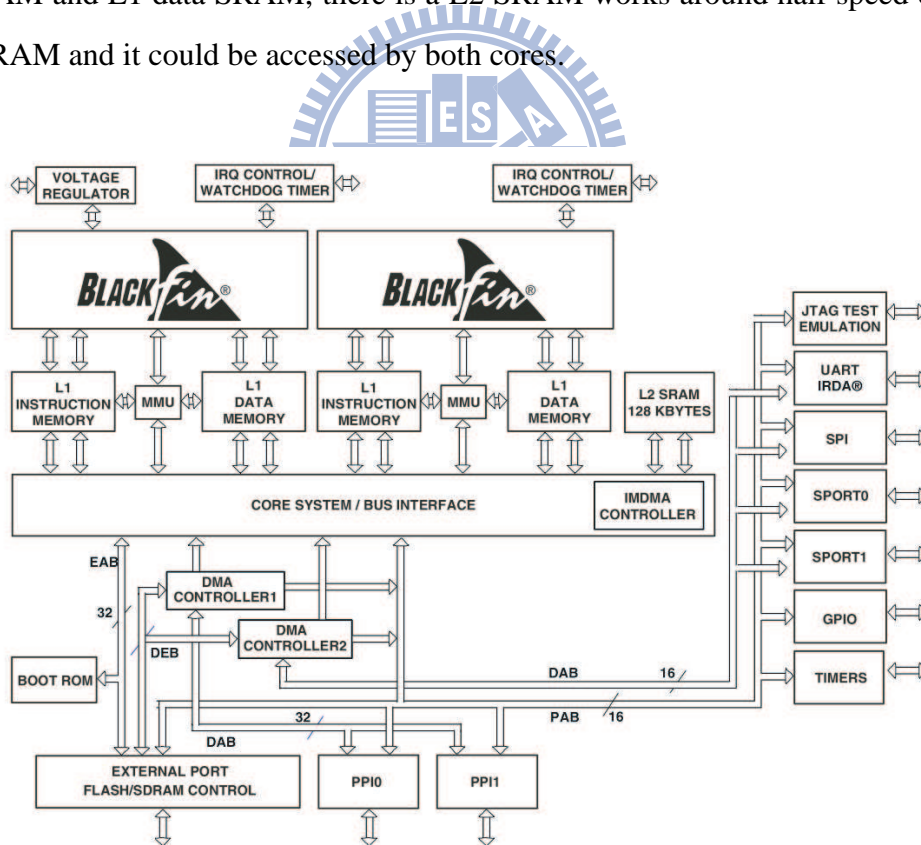 AM and L1 data SRAM, there is a L2 SRAM works around half speed
RAM and it could be accessed by both cores.
E S A
VOLTAGE
REGULATOR
IRQ CONTROL/
WATCHDOG TIMER
IRQ CONTROL/
WATCHDOG TIMER
BLACKfin®
BLACKfin®
JTAG TEST
EMULATION
UART
IRDA®
SPI
SPORT0
SPORT1
GPIO
TIMERS
L1
INSTRUCTION
MEMORY
MMU
L1
DATA
MEMORY
L1
INSTRUCTION
MEMORY
MMU
L1
DATA
MEMORY
L2 SRAM
128 KBYTES
CORE SYSTEM / BUS INTERFACE
IMDMA
CONTROLLER
EAB
32
DMA
CONTROLLER1
DMA
CONTROLLER2
DEB
BOOT ROM
DAB
16
PAB
16
32
DAB
EXTERNAL PORT
FLASH/SDRAM CONTROL
PPI0
PPI1